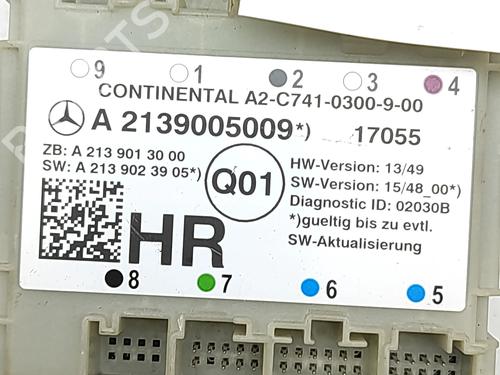 9 1 2 3 4
CONTINENTAL A2-C741-0300-9-00
A 2139005009*) 17055
ZB: A 213 901 30 00
SW: A 213 902 39 05*)
Q01
HW-Version: 13/49
SW-Version: 15/48_00*)
Diagnostic ID: 02030B
*)gueltig bis zu evtl.
SW-Aktualisierung
HR
8 7 6 5